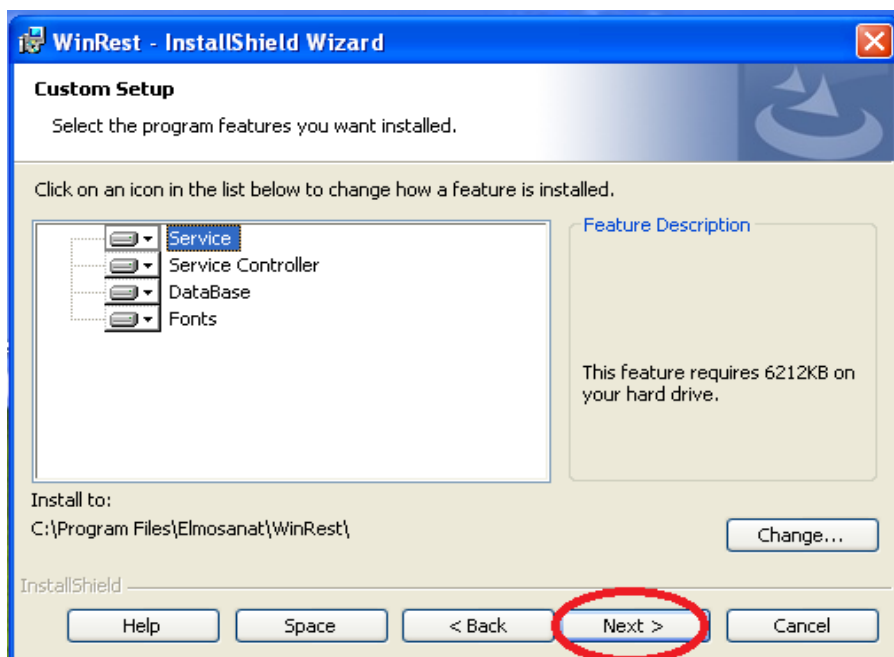 WinRest - InstallShield Wizard
Custom Setup
Select the program features you want installed.
Click on an icon in the list below to change how a feature is installed.
Service
Service Controller
DataBase
Fonts
Feature Description
This feature requires 6212KB on
your hard drive.
Install to:
C:\Program Files\Elmosanat\WinRest\
Change...
InstallShield
Help
Space
< Back
Next >
Cancel